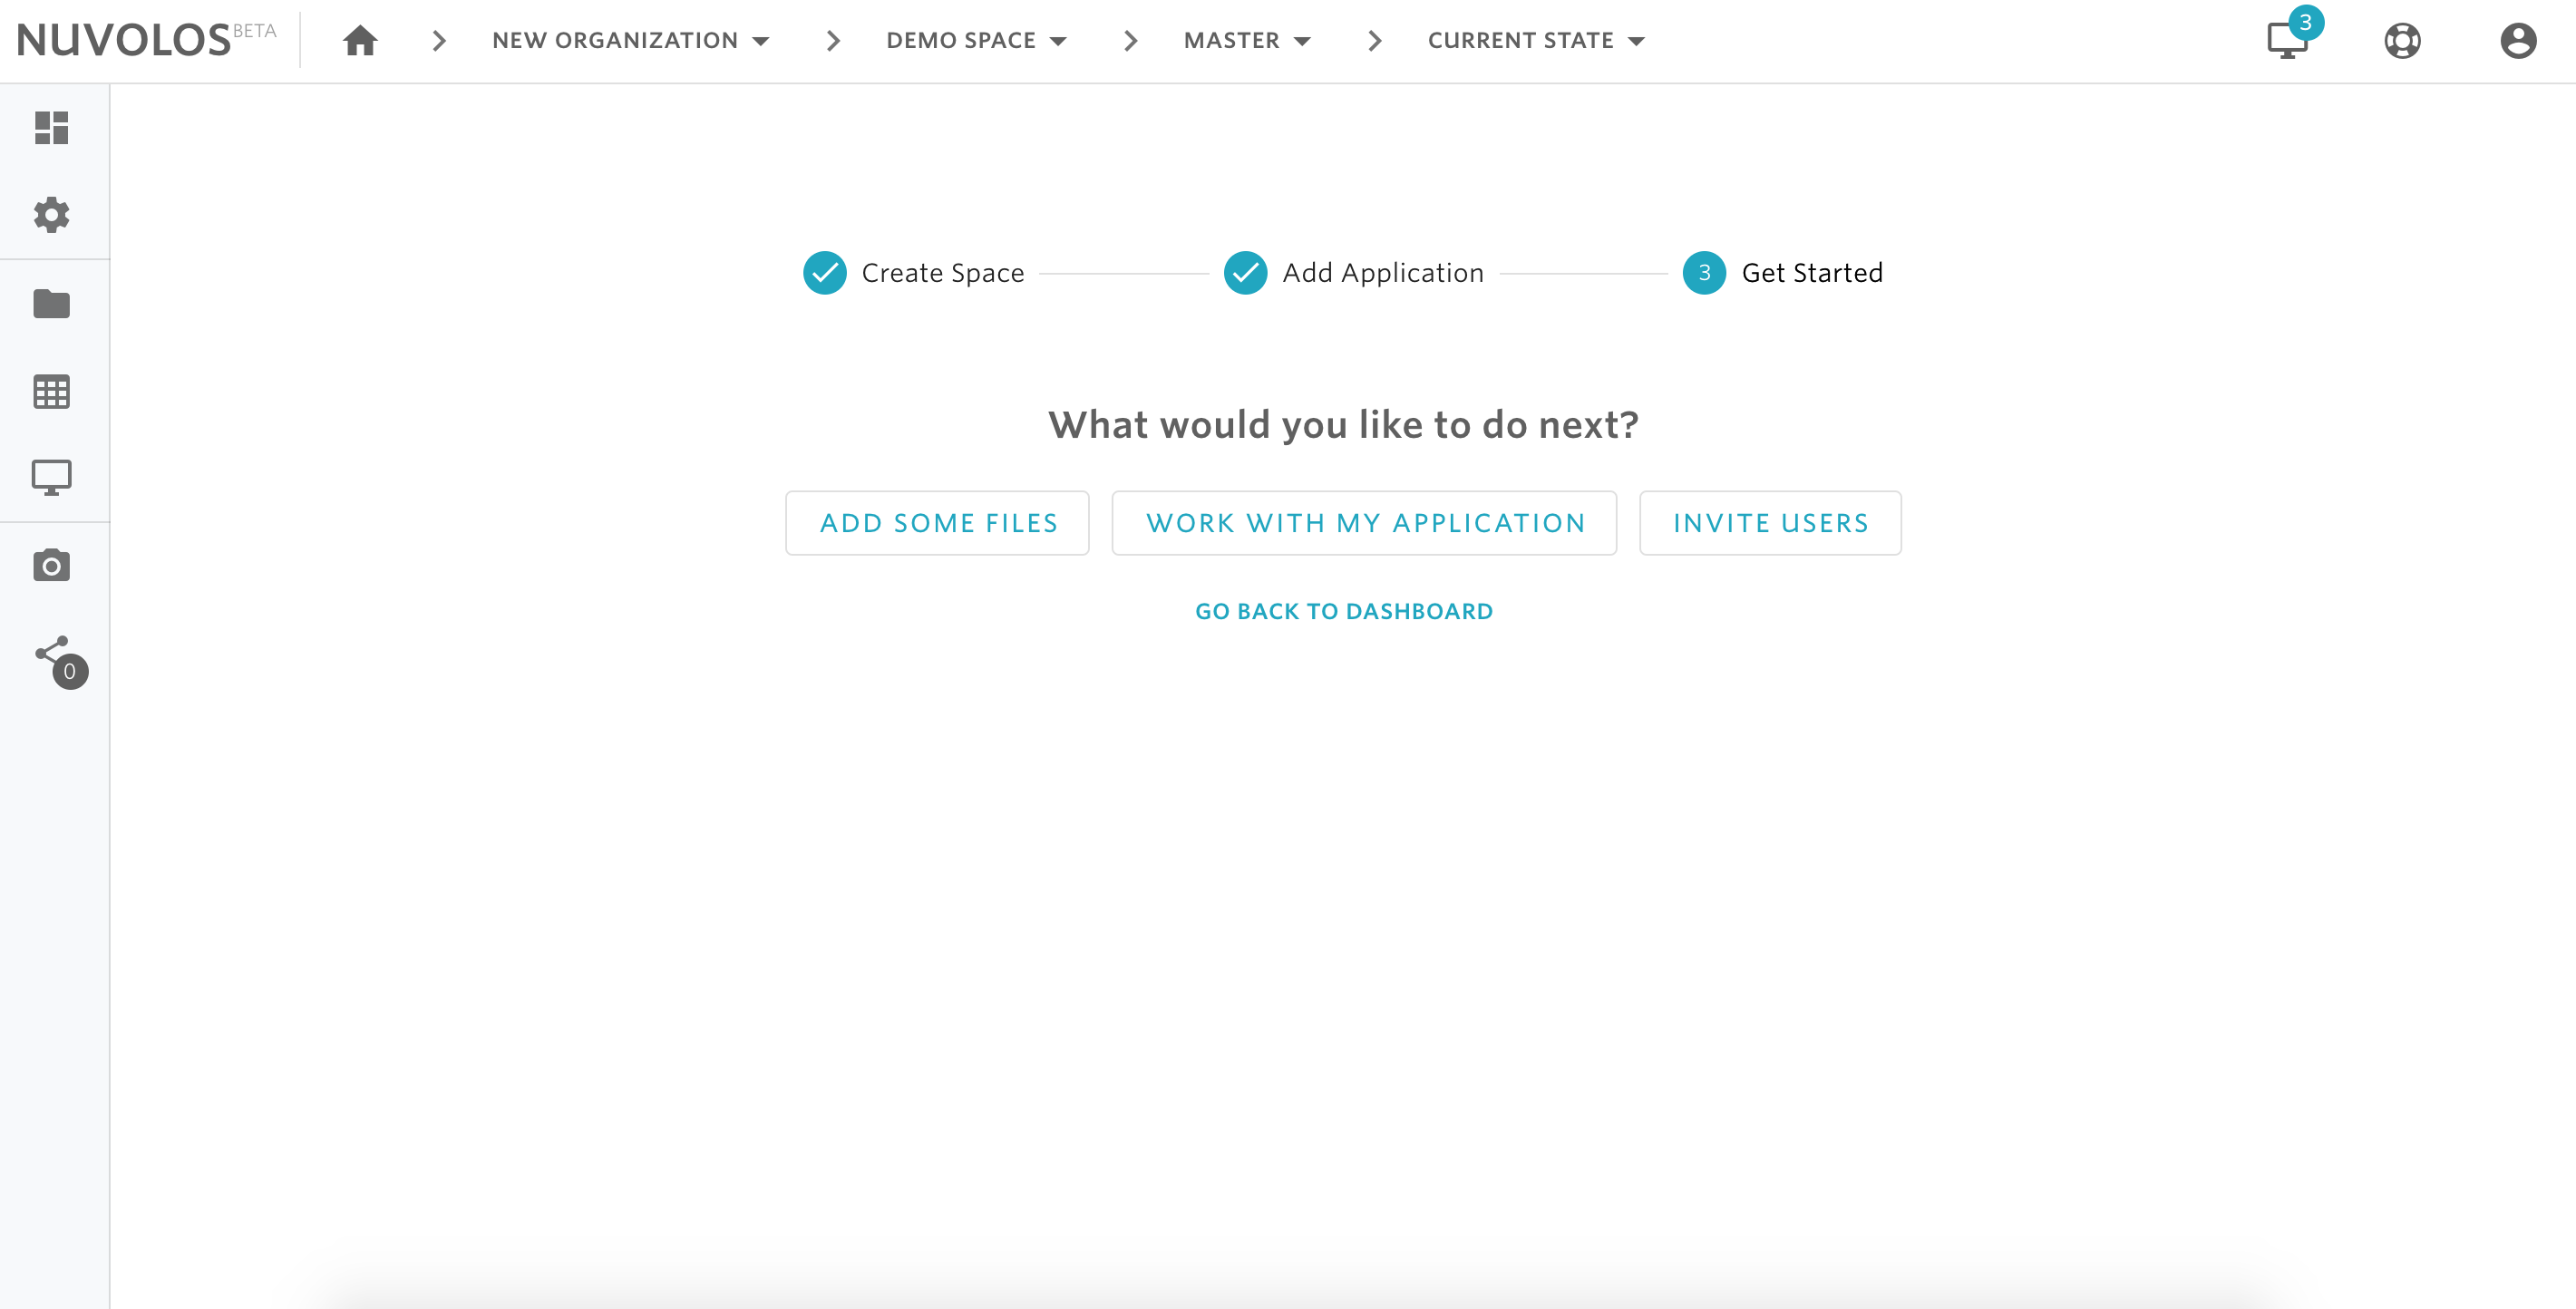 NUVOLOS BETA
NEW ORGANIZATION
DEMO SPACE
MASTER
CURRENT STATE
3
Create Space
Add Application
3 Get Started
What would you like to do next?
ADD SOME FILES
WORK WITH MY APPLICATION
INVITE USERS
GO BACK TO DASHBOARD
0